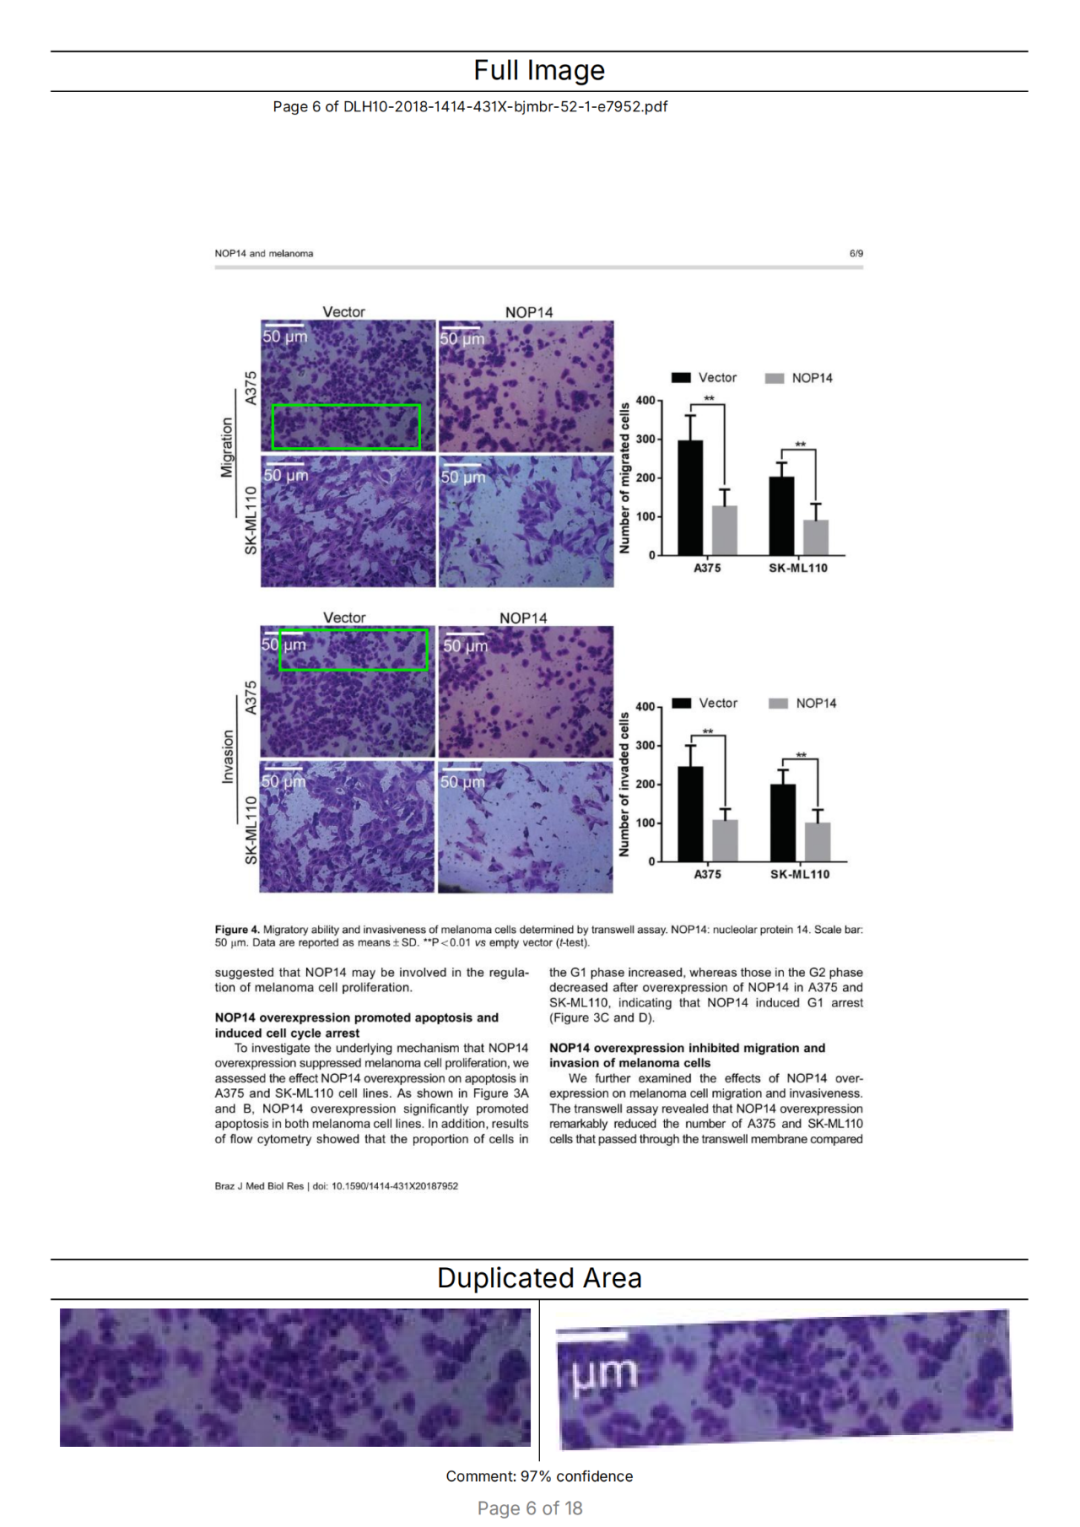 Full Image
Page 6 of DLH10-2018-1414-431X-bjmbr-52-1-e7952.pdf
NOP14 and melanoma 6/9
Vector NOP14
50 µm 50 µm
A375
Migration
50 µm 50 µm
SK-ML110
Vector NOP14
Number of migrated cells
400
300
200
100
0
** **
A375 SK-ML110
Vector NOP14
50 µm 50 µm
A375
Invasion
50 µm 50 µm
SK-ML110
Vector NOP14
Number of invaded cells
400
300
200
100
0
** **
A375 SK-ML110
Figure 4. Migratory ability and invasiveness of melanoma cells determined by transwell assay. NOP14: nucleolar protein 14. Scale bar:
50 µm. Data are reported as means ± SD. **P < 0.01 vs empty vector (t-test).
suggested that NOP14 may be involved in the regula-
tion of melanoma cell proliferation.
NOP14 overexpression promoted apoptosis and
induced cell cycle arrest
To investigate the underlying mechanism that NOP14
overexpression suppressed melanoma cell proliferation, we
assessed the effect NOP14 overexpression on apoptosis in
A375 and SK-ML110 cell lines. As shown in Figure 3A
and B, NOP14 overexpression significantly promoted
apoptosis in both melanoma cell lines. In addition, results
of flow cytometry showed that the proportion of cells in
the G1 phase increased, whereas those in the G2 phase
decreased after overexpression of NOP14 in A375 and
SK-ML110, indicating that NOP14 induced G1 arrest
(Figure 3C and D).
NOP14 overexpression inhibited migration and
invasion of melanoma cells
We further examined the effects of NOP14 over-
expression on melanoma cell migration and invasiveness.
The transwell assay revealed that NOP14 overexpression
remarkably reduced the number of A375 and SK-ML110
cells that passed through the transwell membrane compared
Braz J Med Biol Res | doi: 10.1590/1414-431X20187952
Duplicated Area
µm
Comment: 97% confidence
Page 6 of 18